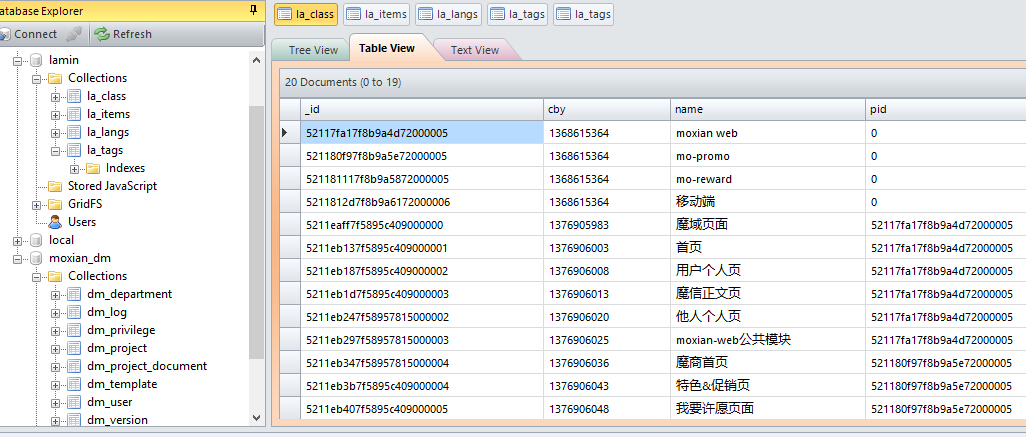 atabase Explorer
Connect
Refresh
lamin
Collections
la_class
la_items
la_langs
la_tags
Indexes
Stored JavaScript
GridFS
Users
local
moxian_dm
Collections
dm_department
dm_log
dm_privilege
dm_project
dm_project_document
dm_template
dm_user
dm_version
la_class la_items la_langs la_tags la_tags
Tree View Table View Text View
20 Documents (0 to 19)
_id cby name pid
52117fa17f8b9a4d72000005 1368615364 moxian web 0
521180f97f8b9a5e72000005 1368615364 mo-promo 0
521181117f8b9a5872000005 1368615364 mo-reward 0
5211812d7f8b9a6172000006 1368615364 移动端 0
5211eaff7f5895c409000000 1376905983 魔域页面 52117fa17f8b9a4d72000005
5211eb137f5895c409000001 1376906003 首页 52117fa17f8b9a4d72000005
5211eb187f5895c409000002 1376906008 用户个人页 52117fa17f8b9a4d72000005
5211eb1d7f5895c409000003 1376906013 魔信正文页 52117fa17f8b9a4d72000005
5211eb247f58957815000002 1376906020 他人个人页 52117fa17f8b9a4d72000005
5211eb297f58957815000003 1376906025 moxian-web公共模块 52117fa17f8b9a4d72000005
5211eb347f58957815000004 1376906036 魔商首页 521180f97f8b9a5e72000005
5211eb3b7f5895c409000004 1376906043 特色&促销页 521180f97f8b9a5e72000005
5211eb407f5895c409000005 1376906048 我要许愿页面 521180f97f8b9a5e72000005